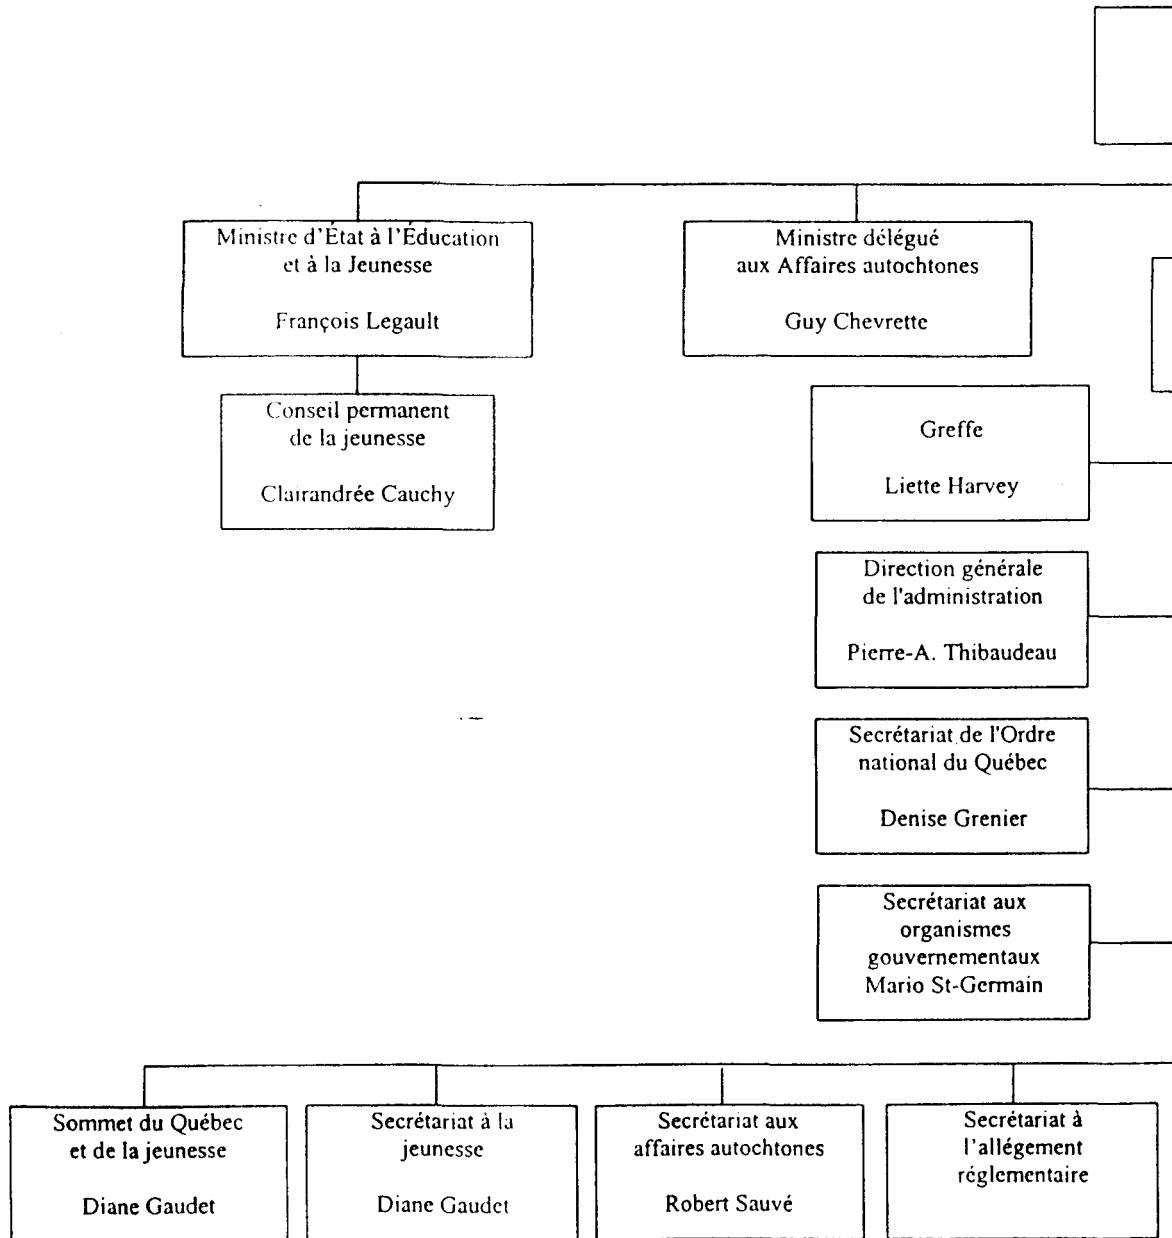 Ministre d'État à l'Éducation
et à la Jeunesse
François Legault
Ministre délégué
aux Affaires autochtones
Guy Chevrette
Conseil permanent
de la jeunesse
Clairandrée Cauchy
Greffe
Liette Harvey
Direction générale
de l'administration
Pierre-A. Thibaudeau
Secrétariat de l'Ordre
national du Québec
Denise Grenier
Secrétariat aux
organismes
gouvernementaux
Mario St-Germain
Sommet du Québec
et de la jeunesse
Diane Gaudet
Secrétariat à la
jeunesse
Diane Gaudet
Secrétariat aux
affaires autochtones
Robert Sauvé
Secrétariat à
l'allégement
réglementaire